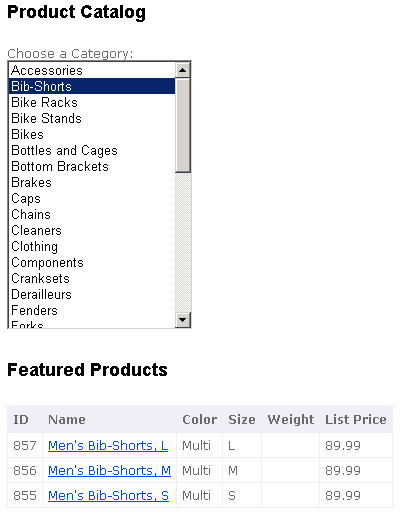 Product Catalog
Choose a Category:
Accessories
Bib-Shorts
Bike Racks
Bike Stands
Bikes
Bottles and Cages
Bottom Brackets
Brakes
Caps
Chains
Cleaners
Clothing
Components
Cranksets
Derailleurs
Fenders
Forks
Featured Products
ID Name Color Size Weight List Price
857 Men's Bib-Shorts, L Multi L 89.99
856 Men's Bib-Shorts, M Multi M 89.99
855 Men's Bib-Shorts, S Multi S 89.99